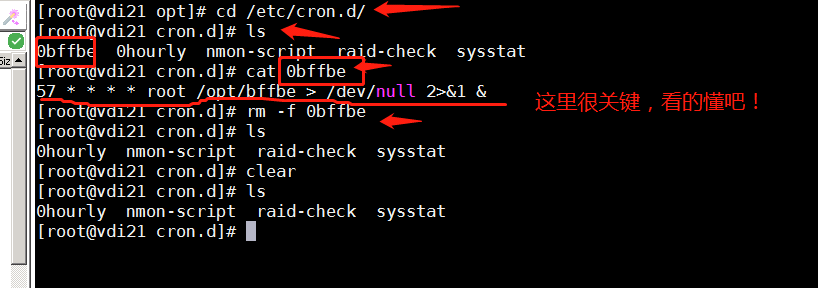 [root@vdi21 opt]# cd /etc/cron.d/
[root@vdi21 cron.d]# ls
0bffbe  0hourly  nmon-script  raid-check  sysstat
[root@vdi21 cron.d]# cat 0bffbe
57 * * * * root /opt/bffbe > /dev/null 2>&1 &
这里很关键，看的懂吧！
[root@vdi21 cron.d]# rm -f 0bffbe
[root@vdi21 cron.d]# ls
0hourly  nmon-script  raid-check  sysstat
[root@vdi21 cron.d]# clear
[root@vdi21 cron.d]# ls
0hourly  nmon-script  raid-check  sysstat
[root@vdi21 cron.d]#